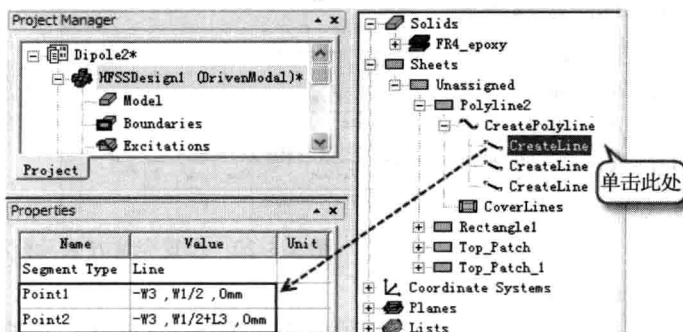 Project Manager
Dipole2*
HFSSDesign1 (DrivenModal)*
Model
Boundaries
Excitations
Project
Properties
Name Value Unit
Segment Type Line
Point1 -W3 ,W1/2 ,0mm
Point2 -W3 ,W1/2+L3 ,0mm
Solids
FR4_epoxy
Sheets
Unassigned
Polyline2
CreatePolyline
CreateLine
CreateLine
CreateLine
CoverLines
Rectangle1
Top_Patch
Top_Patch_1
Coordinate Systems
Planes
Lists
单击此处